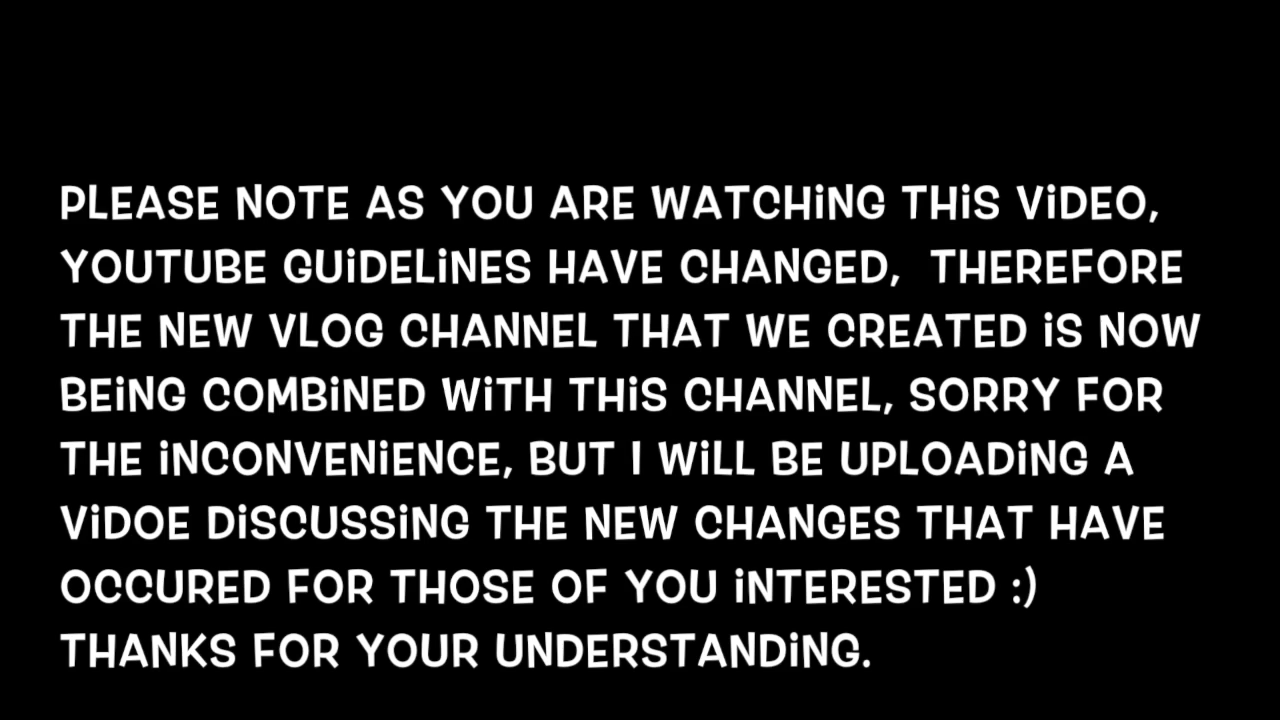 PLEASE NOTE AS YOU ARE WATCHiNG THiS ViDEO,
YOUTUBE GUiDELiNES HAVE CHANGED,  THEREFORE
THE NEW VLOG CHANNEL THAT WE CREATED iS NOW
BEiNG COMBiNED WiTH THiS CHANNEL, SORRY FOR
THE iNCONVENiENCE, BUT I WiLL BE UPLOADiNG A
ViDOE DiSCUSSiNG THE NEW CHANGES THAT HAVE
OCCURED FOR THOSE OF YOU iNTERESTED :)
THANKS FOR YOUR UNDERSTANDiNG.